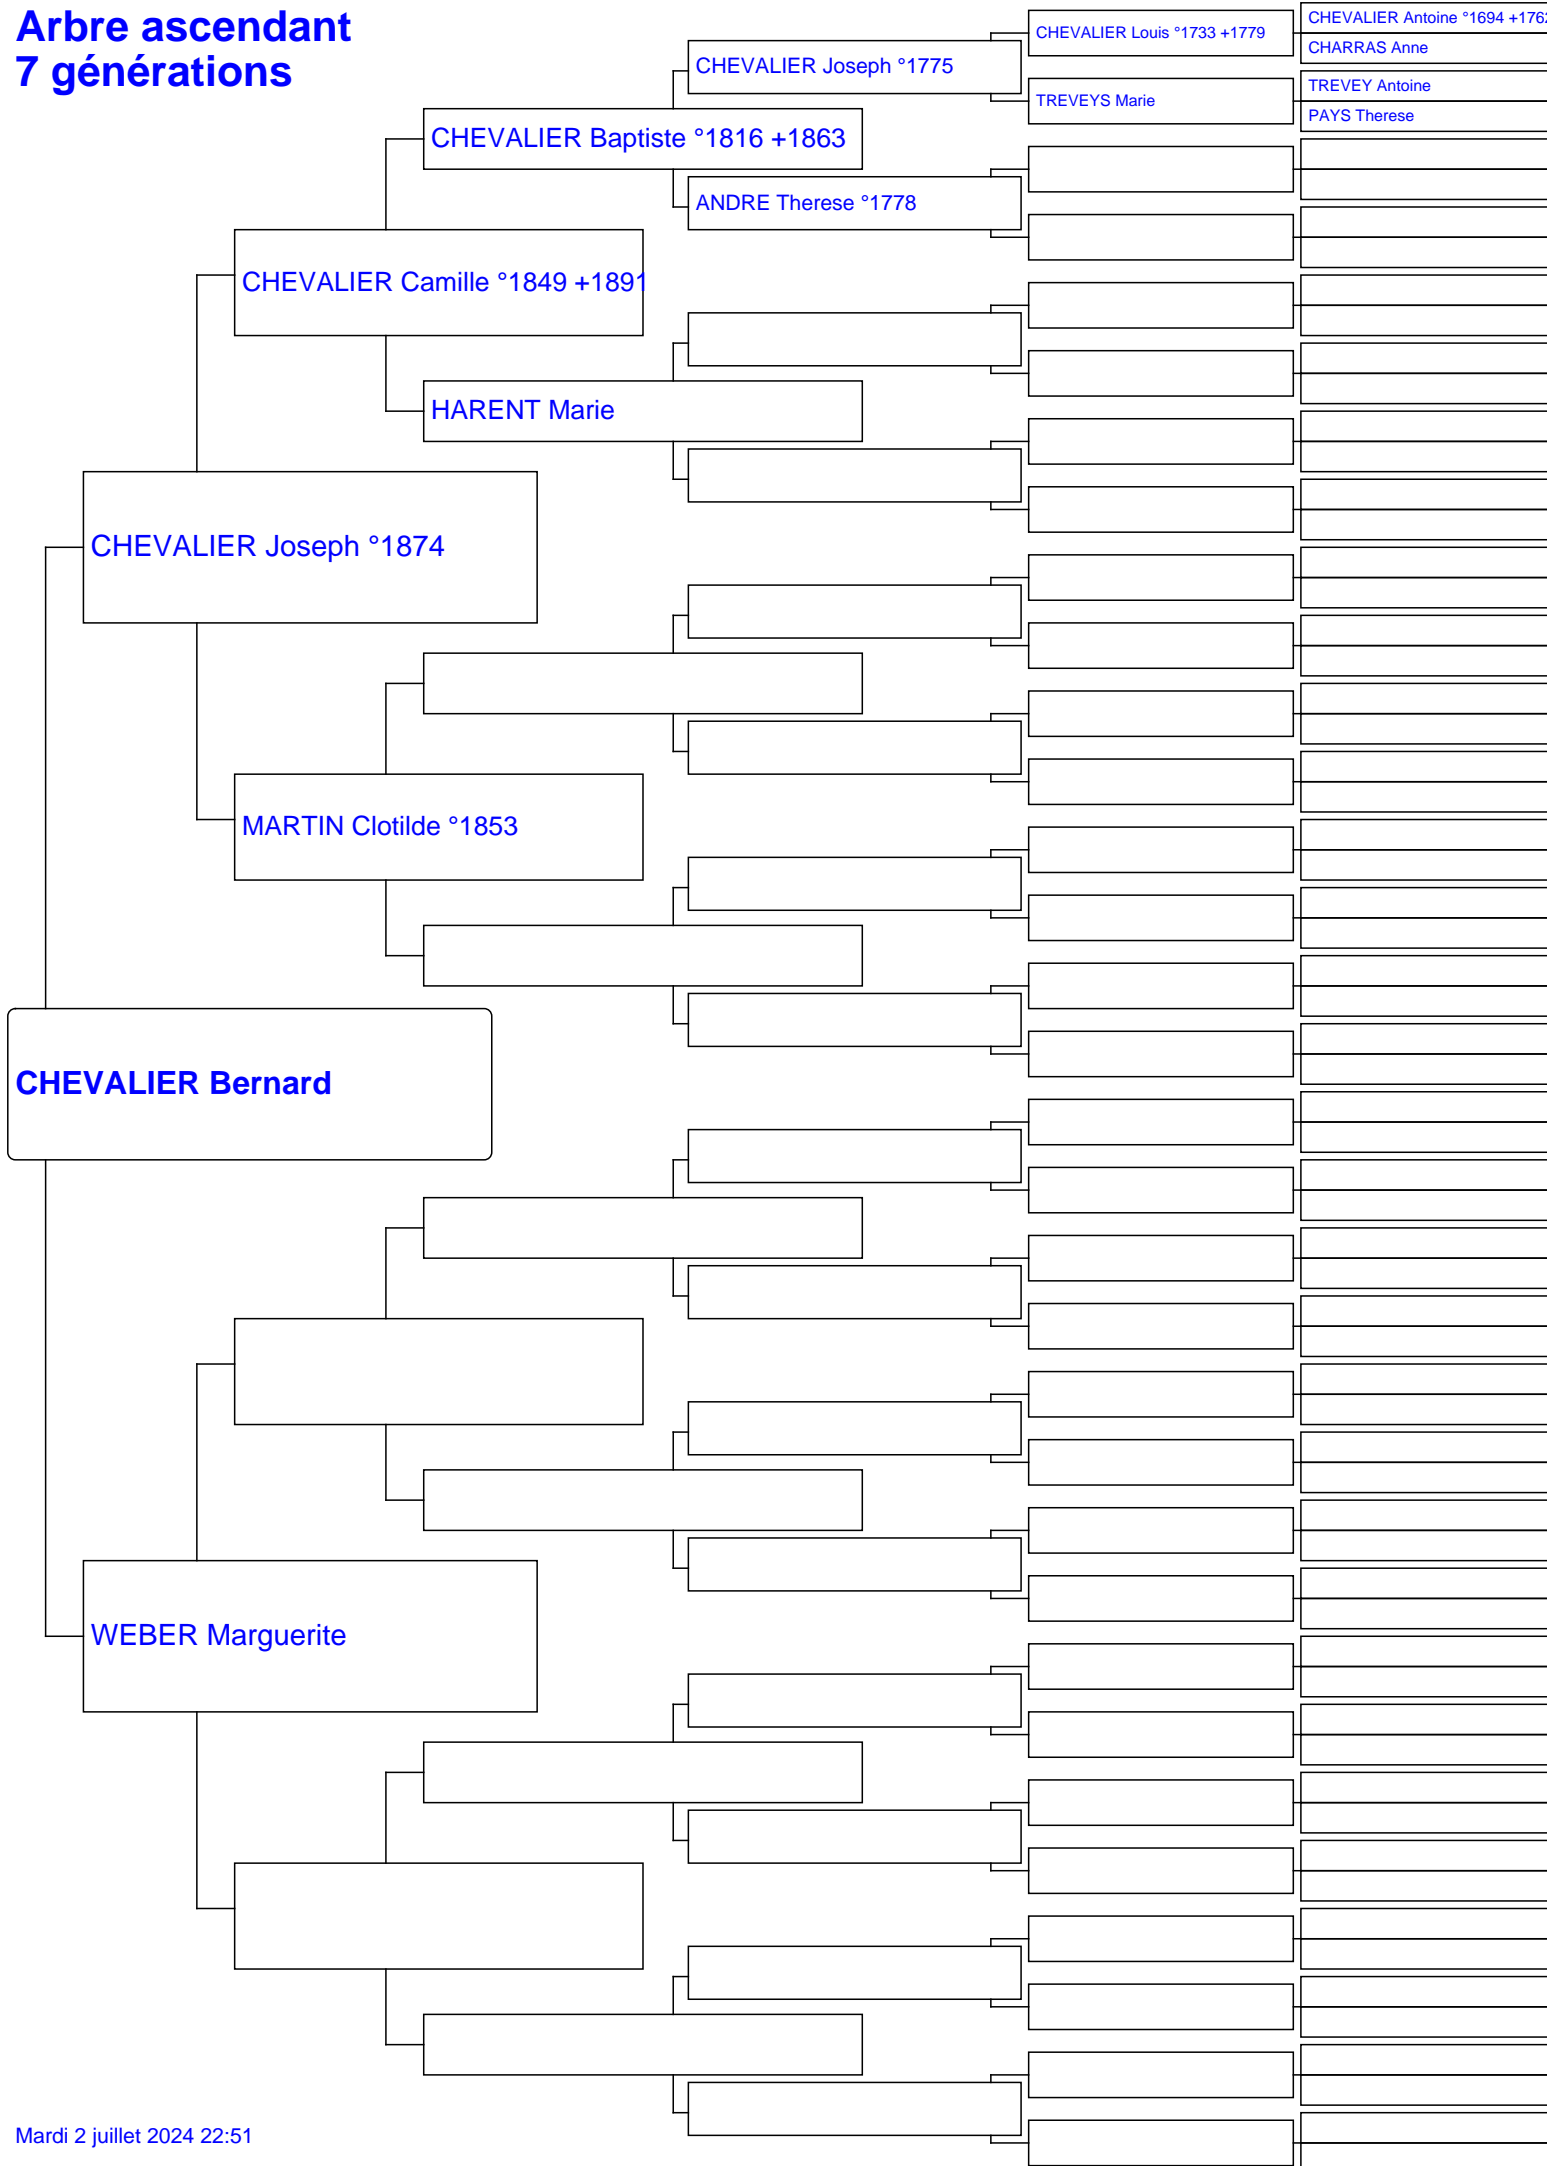 Arbre ascendant
7 générations
CHEVALIER Antoine °1694 +1762
CHEVALIER Louis °1733 +1779
CHARRAS Anne
CHEVALIER Joseph °1775
TREVEY Antoine
TREVEYS Marie
PAYS Therese
CHEVALIER Baptiste °1816 +1863
ANDRE Therese °1778
CHEVALIER Camille °1849 +1891
HARENT Marie
CHEVALIER Joseph °1874
MARTIN Clotilde °1853
CHEVALIER Bernard
WEBER Marguerite
Mardi 2 juillet 2024 22:51